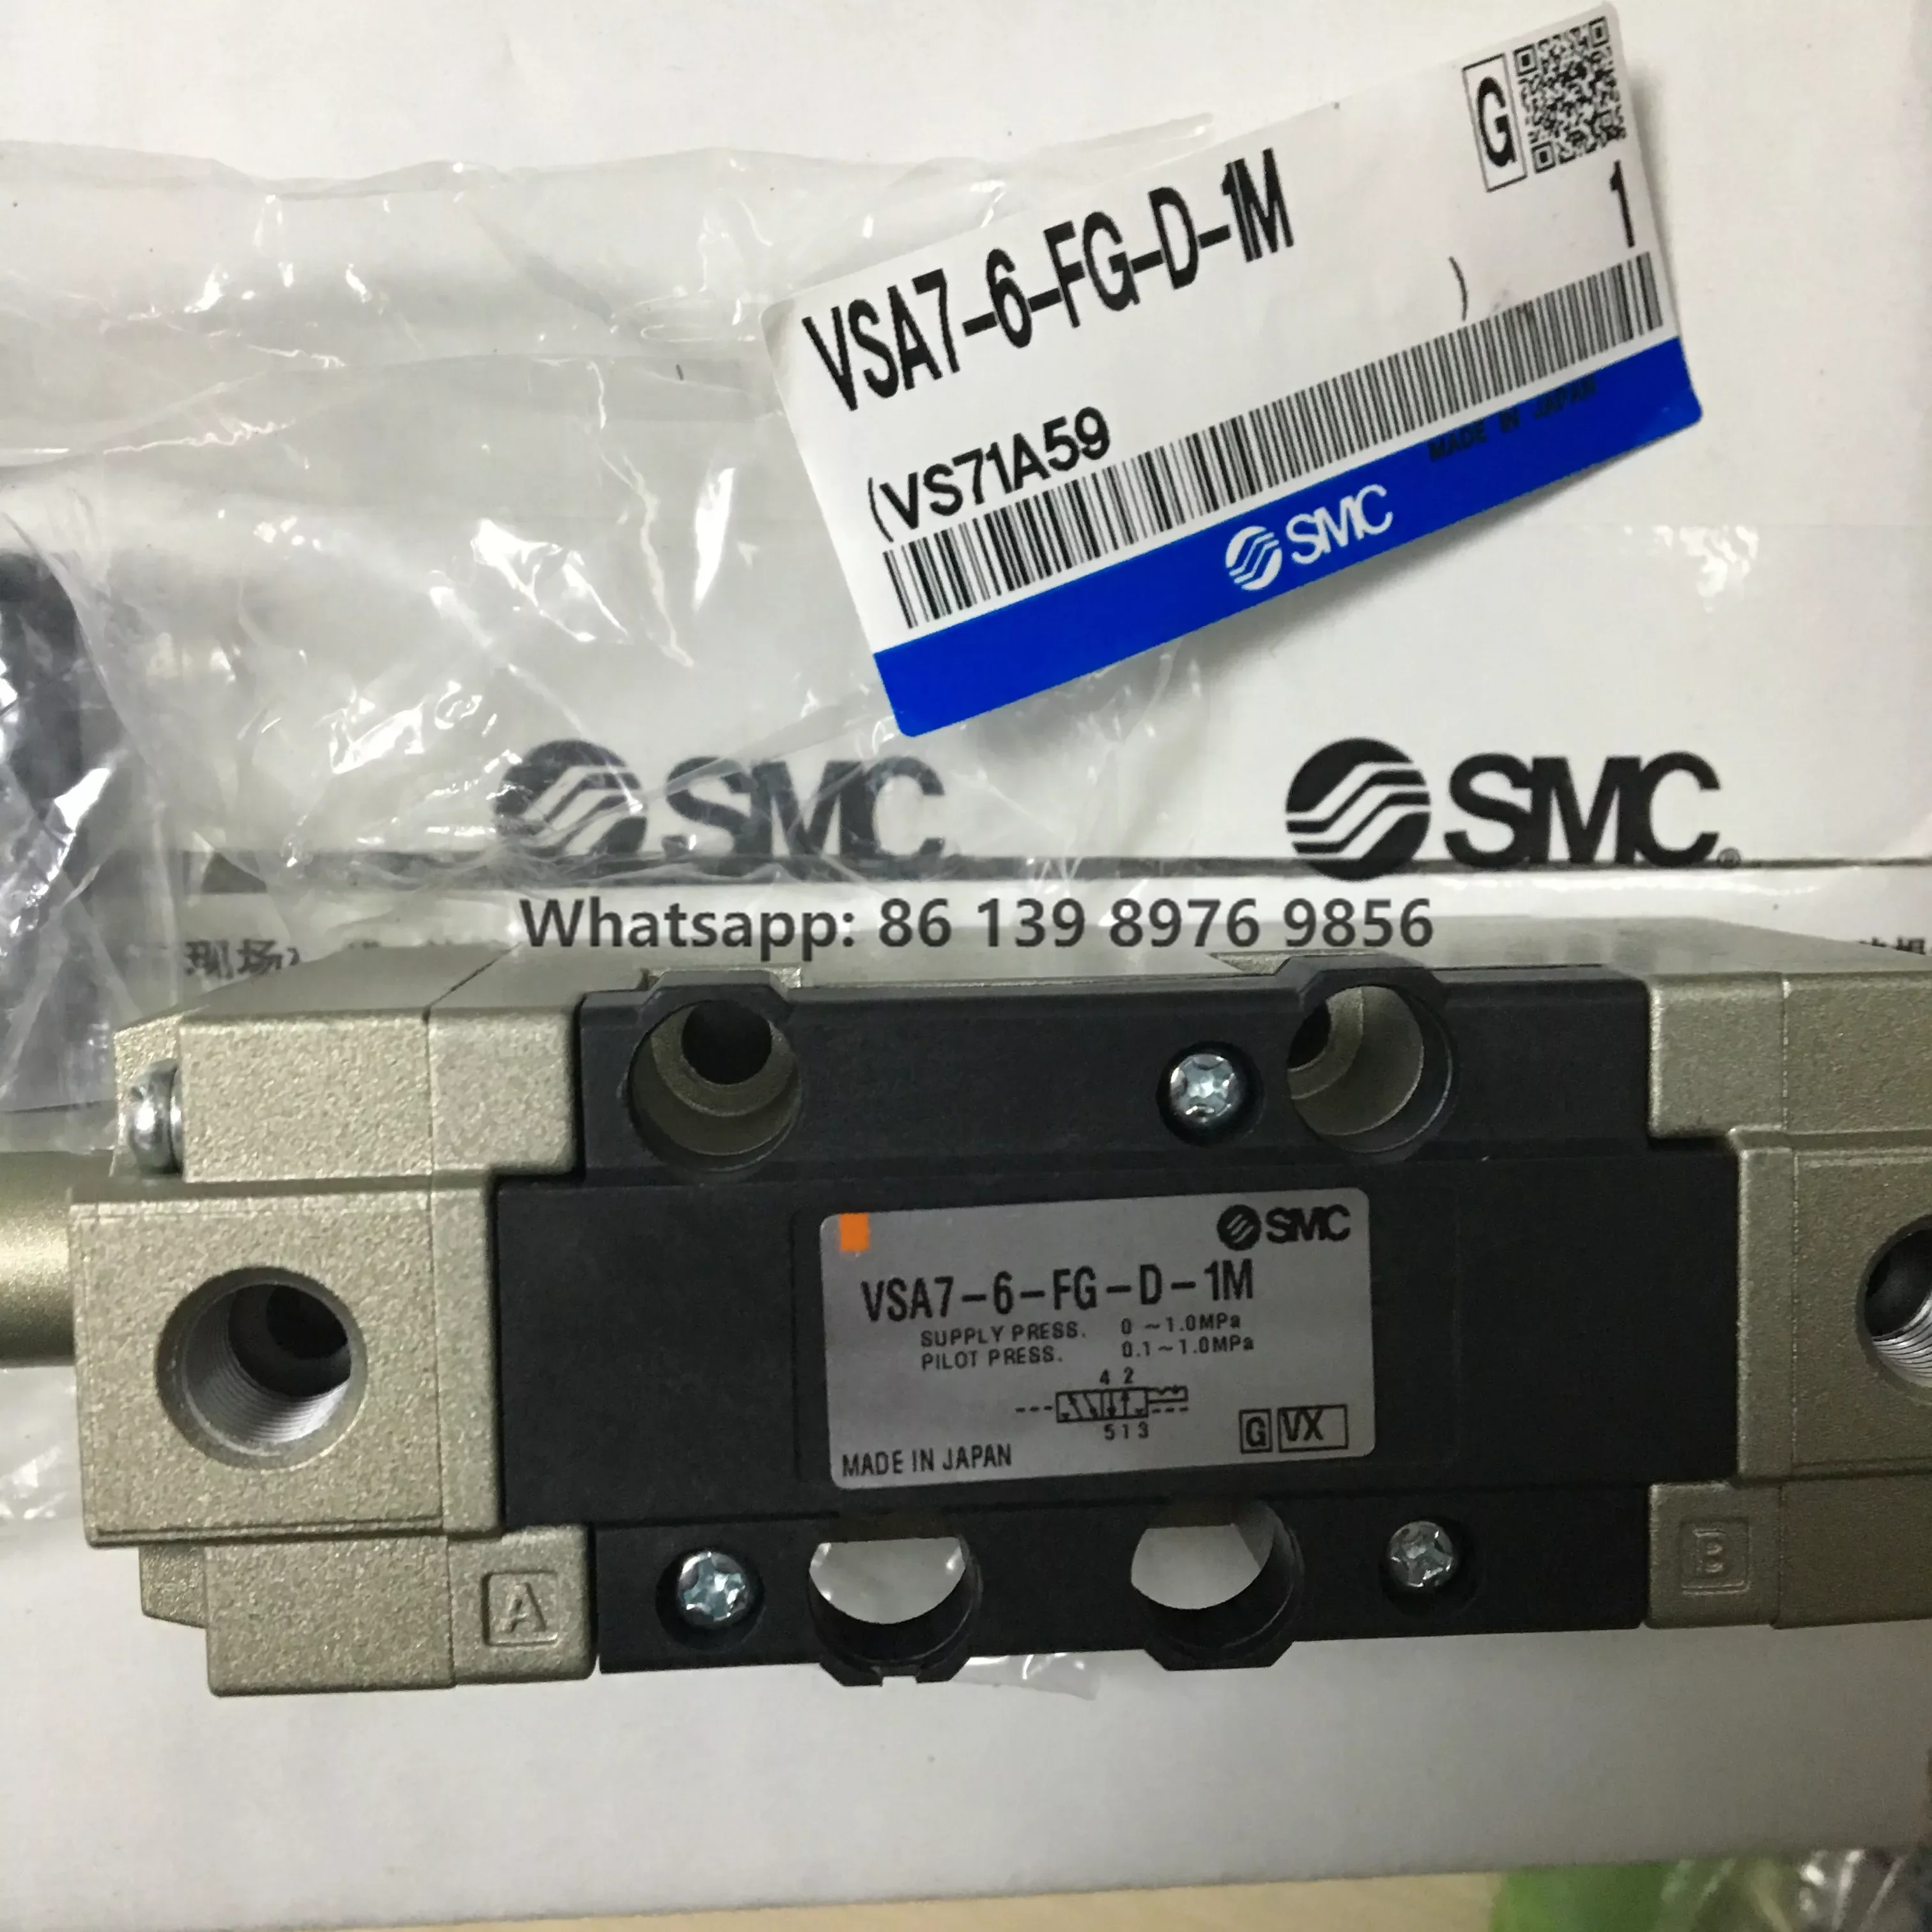 G
VSA7-6-FG-D-1M
1
(VS71A59 )
MADE IN JAPAN
SMC
SMC
SMC®
Whatsapp: 86 139 8976 9856
现场
SMC
VSA7-6-FG-D-1M
SUPPLY PRESS. 0 ~1.0MPa
PILOT PRESS. 0.1~1.0MPa
4 2
5 1 3
G VX
MADE IN JAPAN
A
B